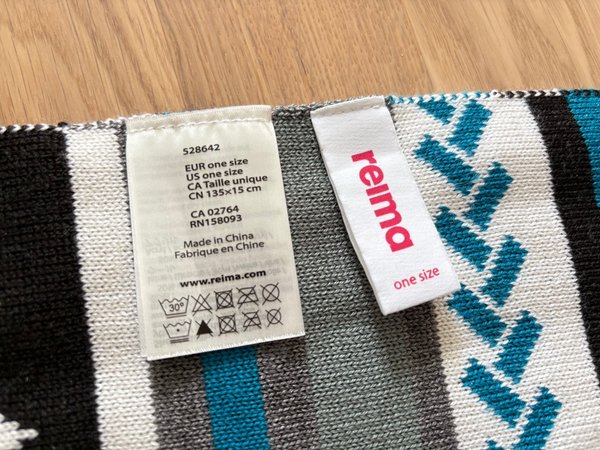 528642
EUR one size
US one size
CA Taille unique
CN 135×15 cm
CA 02764
RN158093
Made in China
Fabrique en Chine
www.reima.com
30°
reima
one size